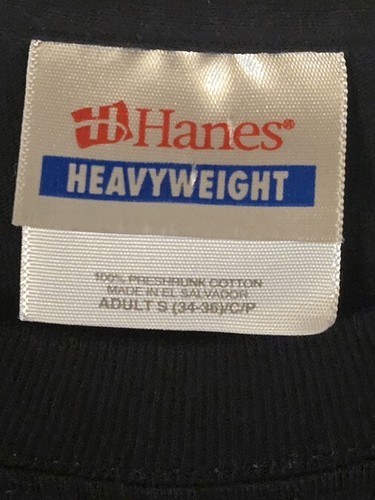 Hanes®
HEAVYWEIGHT
100% PRESHRUNK COTTON
MADE IN EL SALVADOR
ADULT S (34-36)/C/P